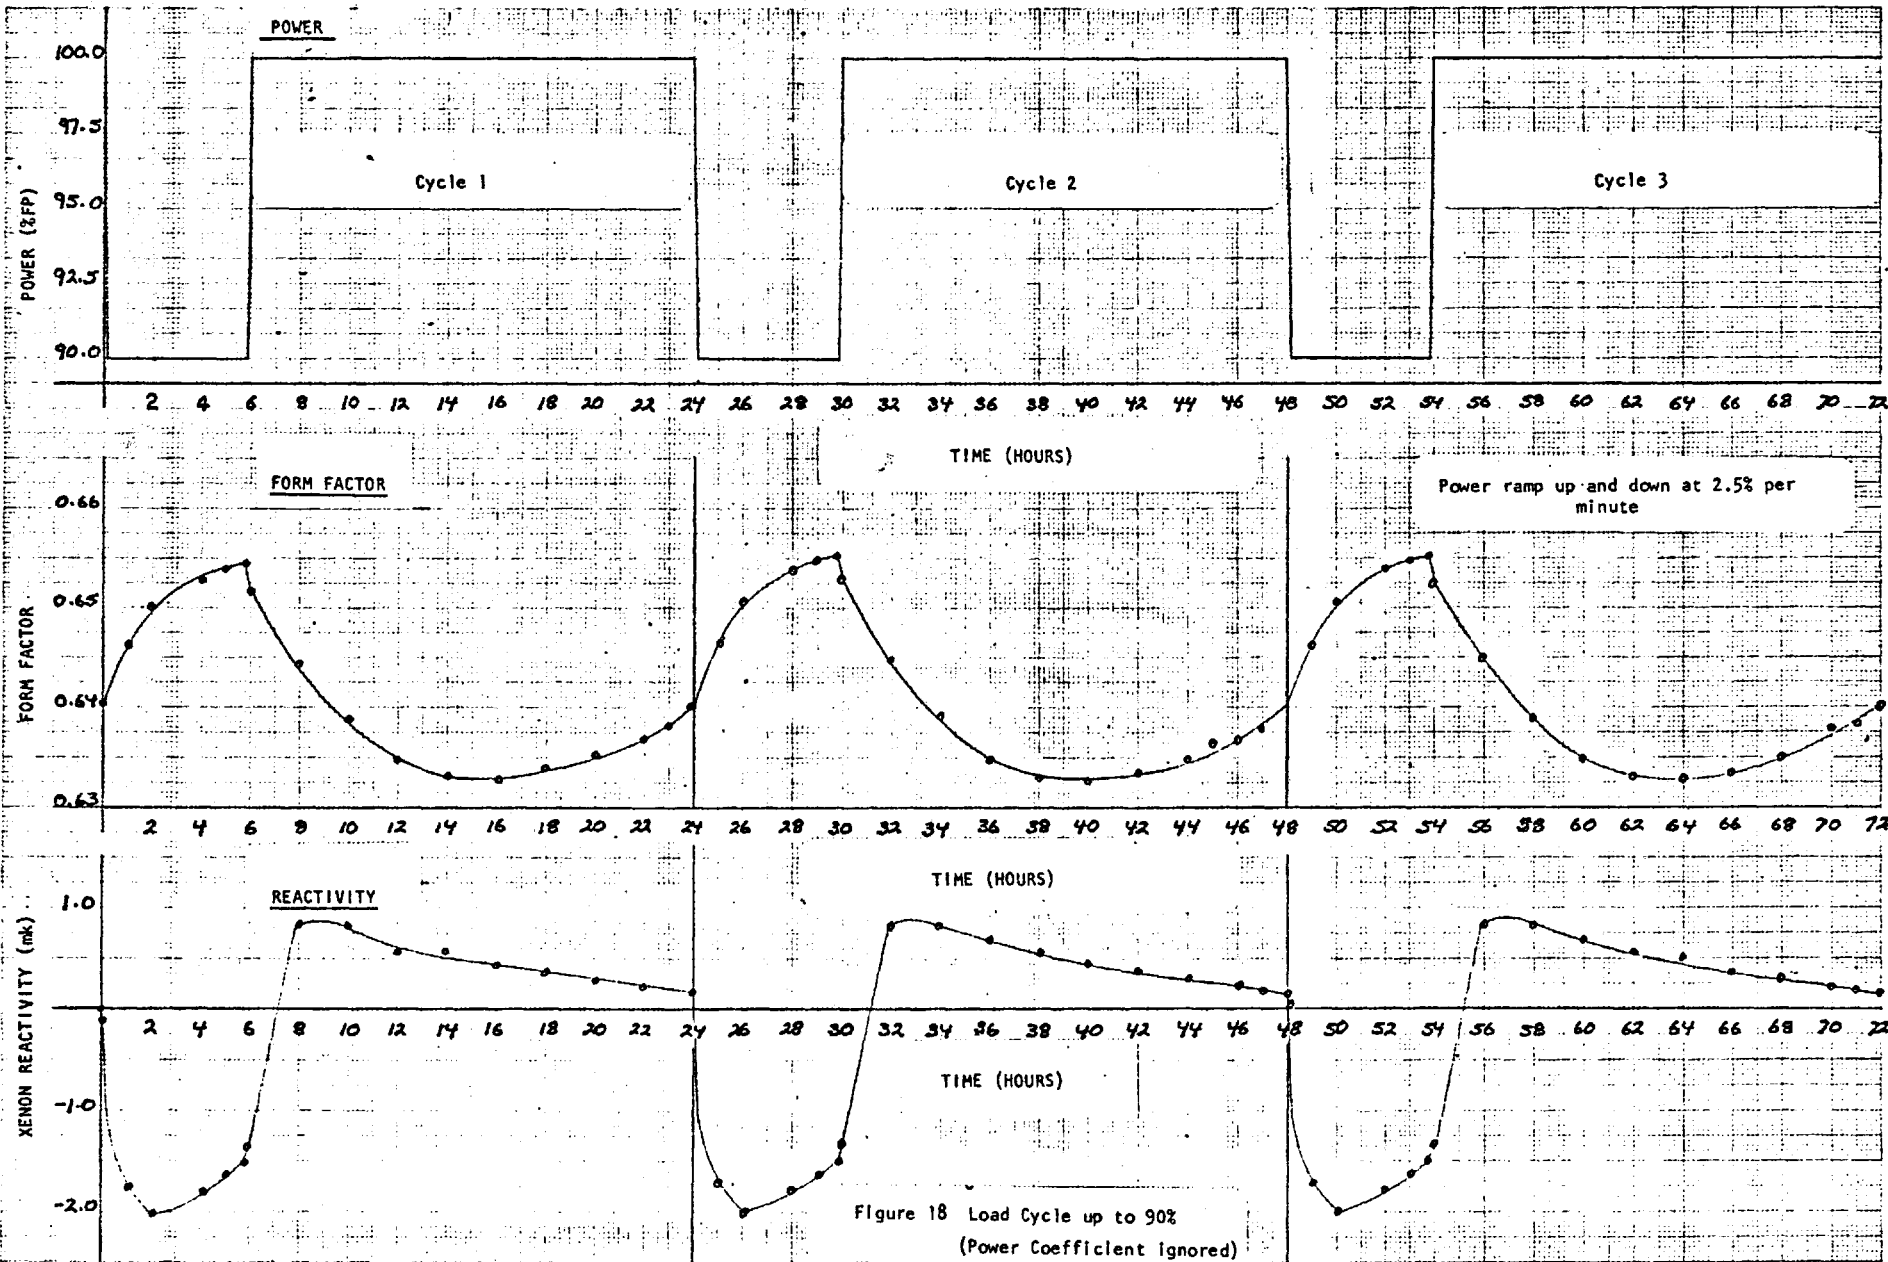 POWER
100.0
97.5
95.0
92.5
90.0
POWER (%FP)
Cycle 1
Cycle 2
Cycle 3
2 4 6 8 10 12 14 16 18 20 22 24 26 28 30 32 34 36 38 40 42 44 46 48 50 52 54 56 58 60 62 64 66 68 70 72
TIME (HOURS)
FORM FACTOR
Power ramp up and down at 2.5% per
minute
0.66
0.65
0.64
0.63
FORM FACTOR
2 4 6 8 10 12 14 16 18 20 22 24 26 28 30 32 34 36 38 40 42 44 46 48 50 52 54 56 58 60 62 64 66 68 70 72
TIME (HOURS)
REACTIVITY
1.0
-1.0
-2.0
XENON REACTIVITY (mk)
2 4 6 8 10 12 14 16 18 20 22 24 26 28 30 32 34 36 38 40 42 44 46 48 50 52 54 56 58 60 62 64 66 68 70 72
TIME (HOURS)
Figure 18 Load Cycle up to 90%
(Power Coefficient ignored)